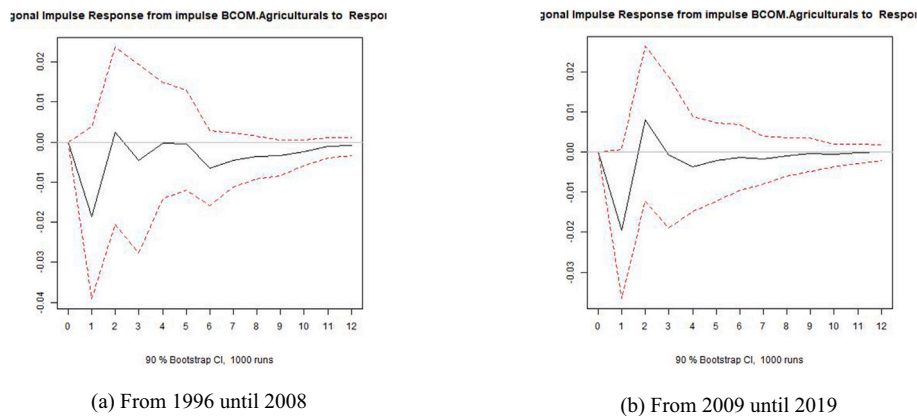 gonal Impulse Response from impulse BCOM.Agriculturals to Respon
0.02
0.01
0.00
-0.01
-0.02
-0.03
-0.04
0 1 2 3 4 5 6 7 8 9 10 11 12
90 % Bootstrap CI, 1000 runs
(a) From 1996 until 2008
gonal Impulse Response from impulse BCOM.Agriculturals to Respon
0.02
0.01
0.00
-0.01
-0.02
-0.03
0 1 2 3 4 5 6 7 8 9 10 11 12
90 % Bootstrap CI, 1000 runs
(b) From 2009 until 2019